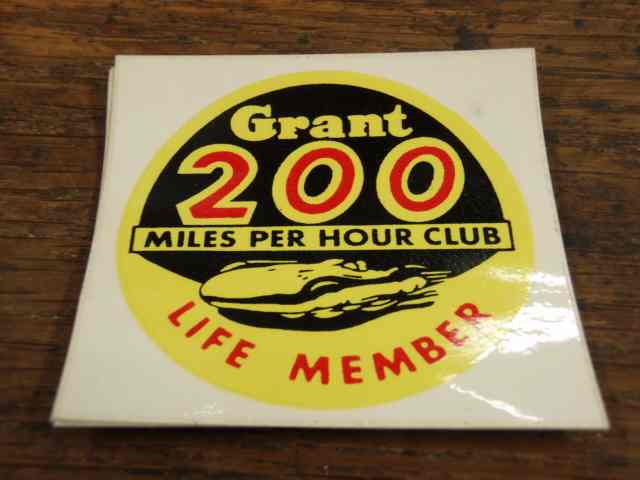 Grant
200
MILES PER HOUR CLUB
LIFE MEMBER